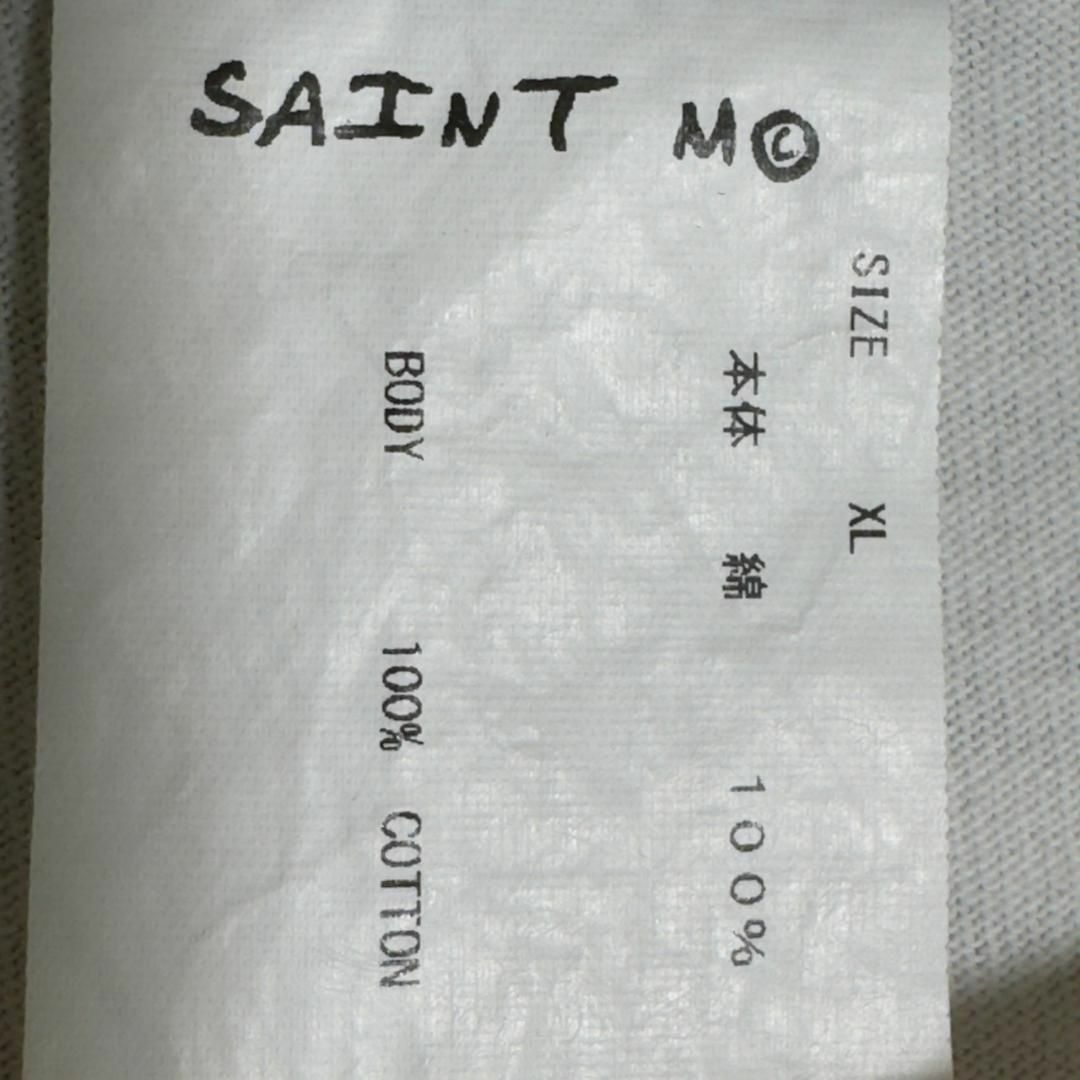 SAINT M©
SIZE XL
本体 綿 100%
BODY 100% COTTON